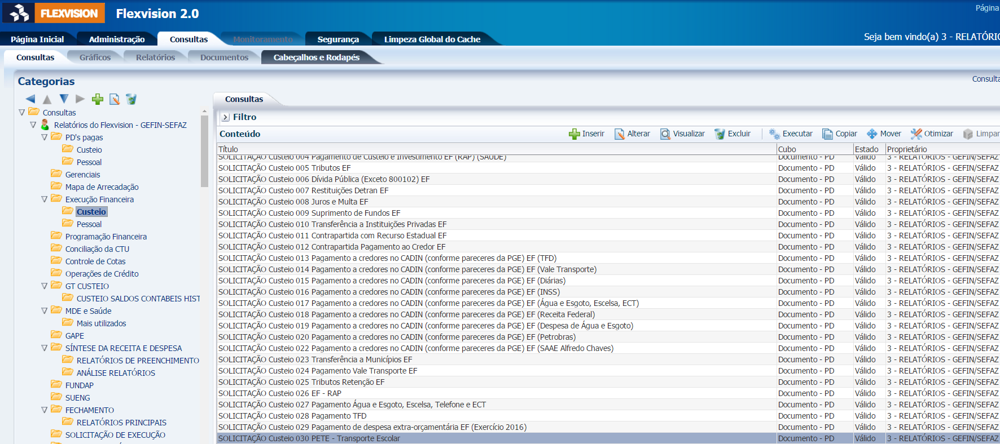 FLEXVISION
Flexvision 2.0
Página
Página Inicial
Administração
Consultas
Monitoramento
Segurança
Limpeza Global do Cache
Seja bem vindo(a) 3 - RELATÓRIO
Consultas
Gráficos
Relatórios
Documentos
Cabeçalhos e Rodapés
Categorias
Consulta
Consultas
Relatórios do Flexvision - GEFIN-SEFAZ
PD's pagas
Custeio
Pessoal
Gerenciais
Mapa de Arrecadação
Execução Financeira
Custeio
Pessoal
Programação Financeira
Conciliação da CTU
Controle de Cotas
Operações de Crédito
GT CUSTEIO
CUSTEIO SALDOS CONTABEIS HIST
MDE e Saúde
Mais utilizados
GAPE
SÍNTESE DA RECEITA E DESPESA
RELATÓRIOS DE PREENCHIMENTO
ANÁLISE RELATÓRIOS
FUNDAP
SUENG
FECHAMENTO
RELATÓRIOS PRINCIPAIS
SOLICITAÇÃO DE EXECUÇÃO
Consultas
Filtro
Conteúdo
Inserir
Alterar
Visualizar
Excluir
Executar
Copiar
Mover
Otimizar
Limpar
Título Cubo Estado Proprietário
SOLICITAÇÃO Custeio 004 Pagamento de Custeio e Investimento EF (RAP) (SAÚDE) Documento - PD Válido 3 - RELATÓRIOS - GEFIN/SEFAZ
SOLICITAÇÃO Custeio 005 Tributos EF Documento - PD Válido 3 - RELATÓRIOS - GEFIN/SEFAZ
SOLICITAÇÃO Custeio 006 Dívida Pública (Exceto 800102) EF Documento - PD Válido 3 - RELATÓRIOS - GEFIN/SEFAZ
SOLICITAÇÃO Custeio 007 Restituições Detran EF Documento - PD Válido 3 - RELATÓRIOS - GEFIN/SEFAZ
SOLICITAÇÃO Custeio 008 Juros e Multa EF Documento - PD Válido 3 - RELATÓRIOS - GEFIN/SEFAZ
SOLICITAÇÃO Custeio 009 Suprimento de Fundos EF Documento - PD Válido 3 - RELATÓRIOS - GEFIN/SEFAZ
SOLICITAÇÃO Custeio 010 Transferência a Instituições Privadas EF Documento - PD Válido 3 - RELATÓRIOS - GEFIN/SEFAZ
SOLICITAÇÃO Custeio 011 Contrapartida com Recurso Estadual EF Documento - PD Válido 3 - RELATÓRIOS - GEFIN/SEFAZ
SOLICITAÇÃO Custeio 012 Contrapartida Pagamento ao Credor EF Documento - PD Válido 3 - RELATÓRIOS - GEFIN/SEFAZ
SOLICITAÇÃO Custeio 013 Pagamento a credores no CADIN (conforme pareceres da PGE) EF (TFD) Documento - PD Válido 3 - RELATÓRIOS - GEFIN/SEFAZ
SOLICITAÇÃO Custeio 014 Pagamento a credores no CADIN (conforme pareceres da PGE) EF (Vale Transporte) Documento - PD Válido 3 - RELATÓRIOS - GEFIN/SEFAZ
SOLICITAÇÃO Custeio 015 Pagamento a credores no CADIN (conforme pareceres da PGE) EF (Diárias) Documento - PD Válido 3 - RELATÓRIOS - GEFIN/SEFAZ
SOLICITAÇÃO Custeio 016 Pagamento a credores no CADIN (conforme pareceres da PGE) EF (INSS) Documento - PD Válido 3 - RELATÓRIOS - GEFIN/SEFAZ
SOLICITAÇÃO Custeio 017 Pagamento a credores no CADIN (conforme pareceres da PGE) EF (Água e Esgoto, Escelsa, ECT) Documento - PD Válido 3 - RELATÓRIOS - GEFIN/SEFAZ
SOLICITAÇÃO Custeio 018 Pagamento a credores no CADIN (conforme pareceres da PGE) EF (Receita Federal) Documento - PD Válido 3 - RELATÓRIOS - GEFIN/SEFAZ
SOLICITAÇÃO Custeio 019 Pagamento a credores no CADIN (conforme pareceres da PGE) EF (Despesa de Água e Esgoto) Documento - PD Válido 3 - RELATÓRIOS - GEFIN/SEFAZ
SOLICITAÇÃO Custeio 020 Pagamento a credores no CADIN (conforme pareceres da PGE) EF (Petrobras) Documento - PD Válido 3 - RELATÓRIOS - GEFIN/SEFAZ
SOLICITAÇÃO Custeio 022 Pagamento a credores no CADIN (conforme pareceres da PGE) EF (SAAE Alfredo Chaves) Documento - PD Válido 3 - RELATÓRIOS - GEFIN/SEFAZ
SOLICITAÇÃO Custeio 023 Transferência a Municípios EF Documento - PD Válido 3 - RELATÓRIOS - GEFIN/SEFAZ
SOLICITAÇÃO Custeio 024 Pagamento Vale Transporte EF Documento - PD Válido 3 - RELATÓRIOS - GEFIN/SEFAZ
SOLICITAÇÃO Custeio 025 Tributos Retenção EF Documento - PD Válido 3 - RELATÓRIOS - GEFIN/SEFAZ
SOLICITAÇÃO Custeio 026 EF - RAP Documento - PD Válido 3 - RELATÓRIOS - GEFIN/SEFAZ
SOLICITAÇÃO Custeio 027 Pagamento Água e Esgoto, Escelsa, Telefone e ECT Documento - PD Válido 3 - RELATÓRIOS - GEFIN/SEFAZ
SOLICITAÇÃO Custeio 028 Pagamento TFD Documento - PD Válido 3 - RELATÓRIOS - GEFIN/SEFAZ
SOLICITAÇÃO Custeio 029 Pagamento de despesa extra-orçamentária EF (Exercício 2016) Documento - PD Válido 3 - RELATÓRIOS - GEFIN/SEFAZ
SOLICITAÇÃO Custeio 030 PETE - Transporte Escolar Documento - PD Válido 3 - RELATÓRIOS - GEFIN/SEFAZ